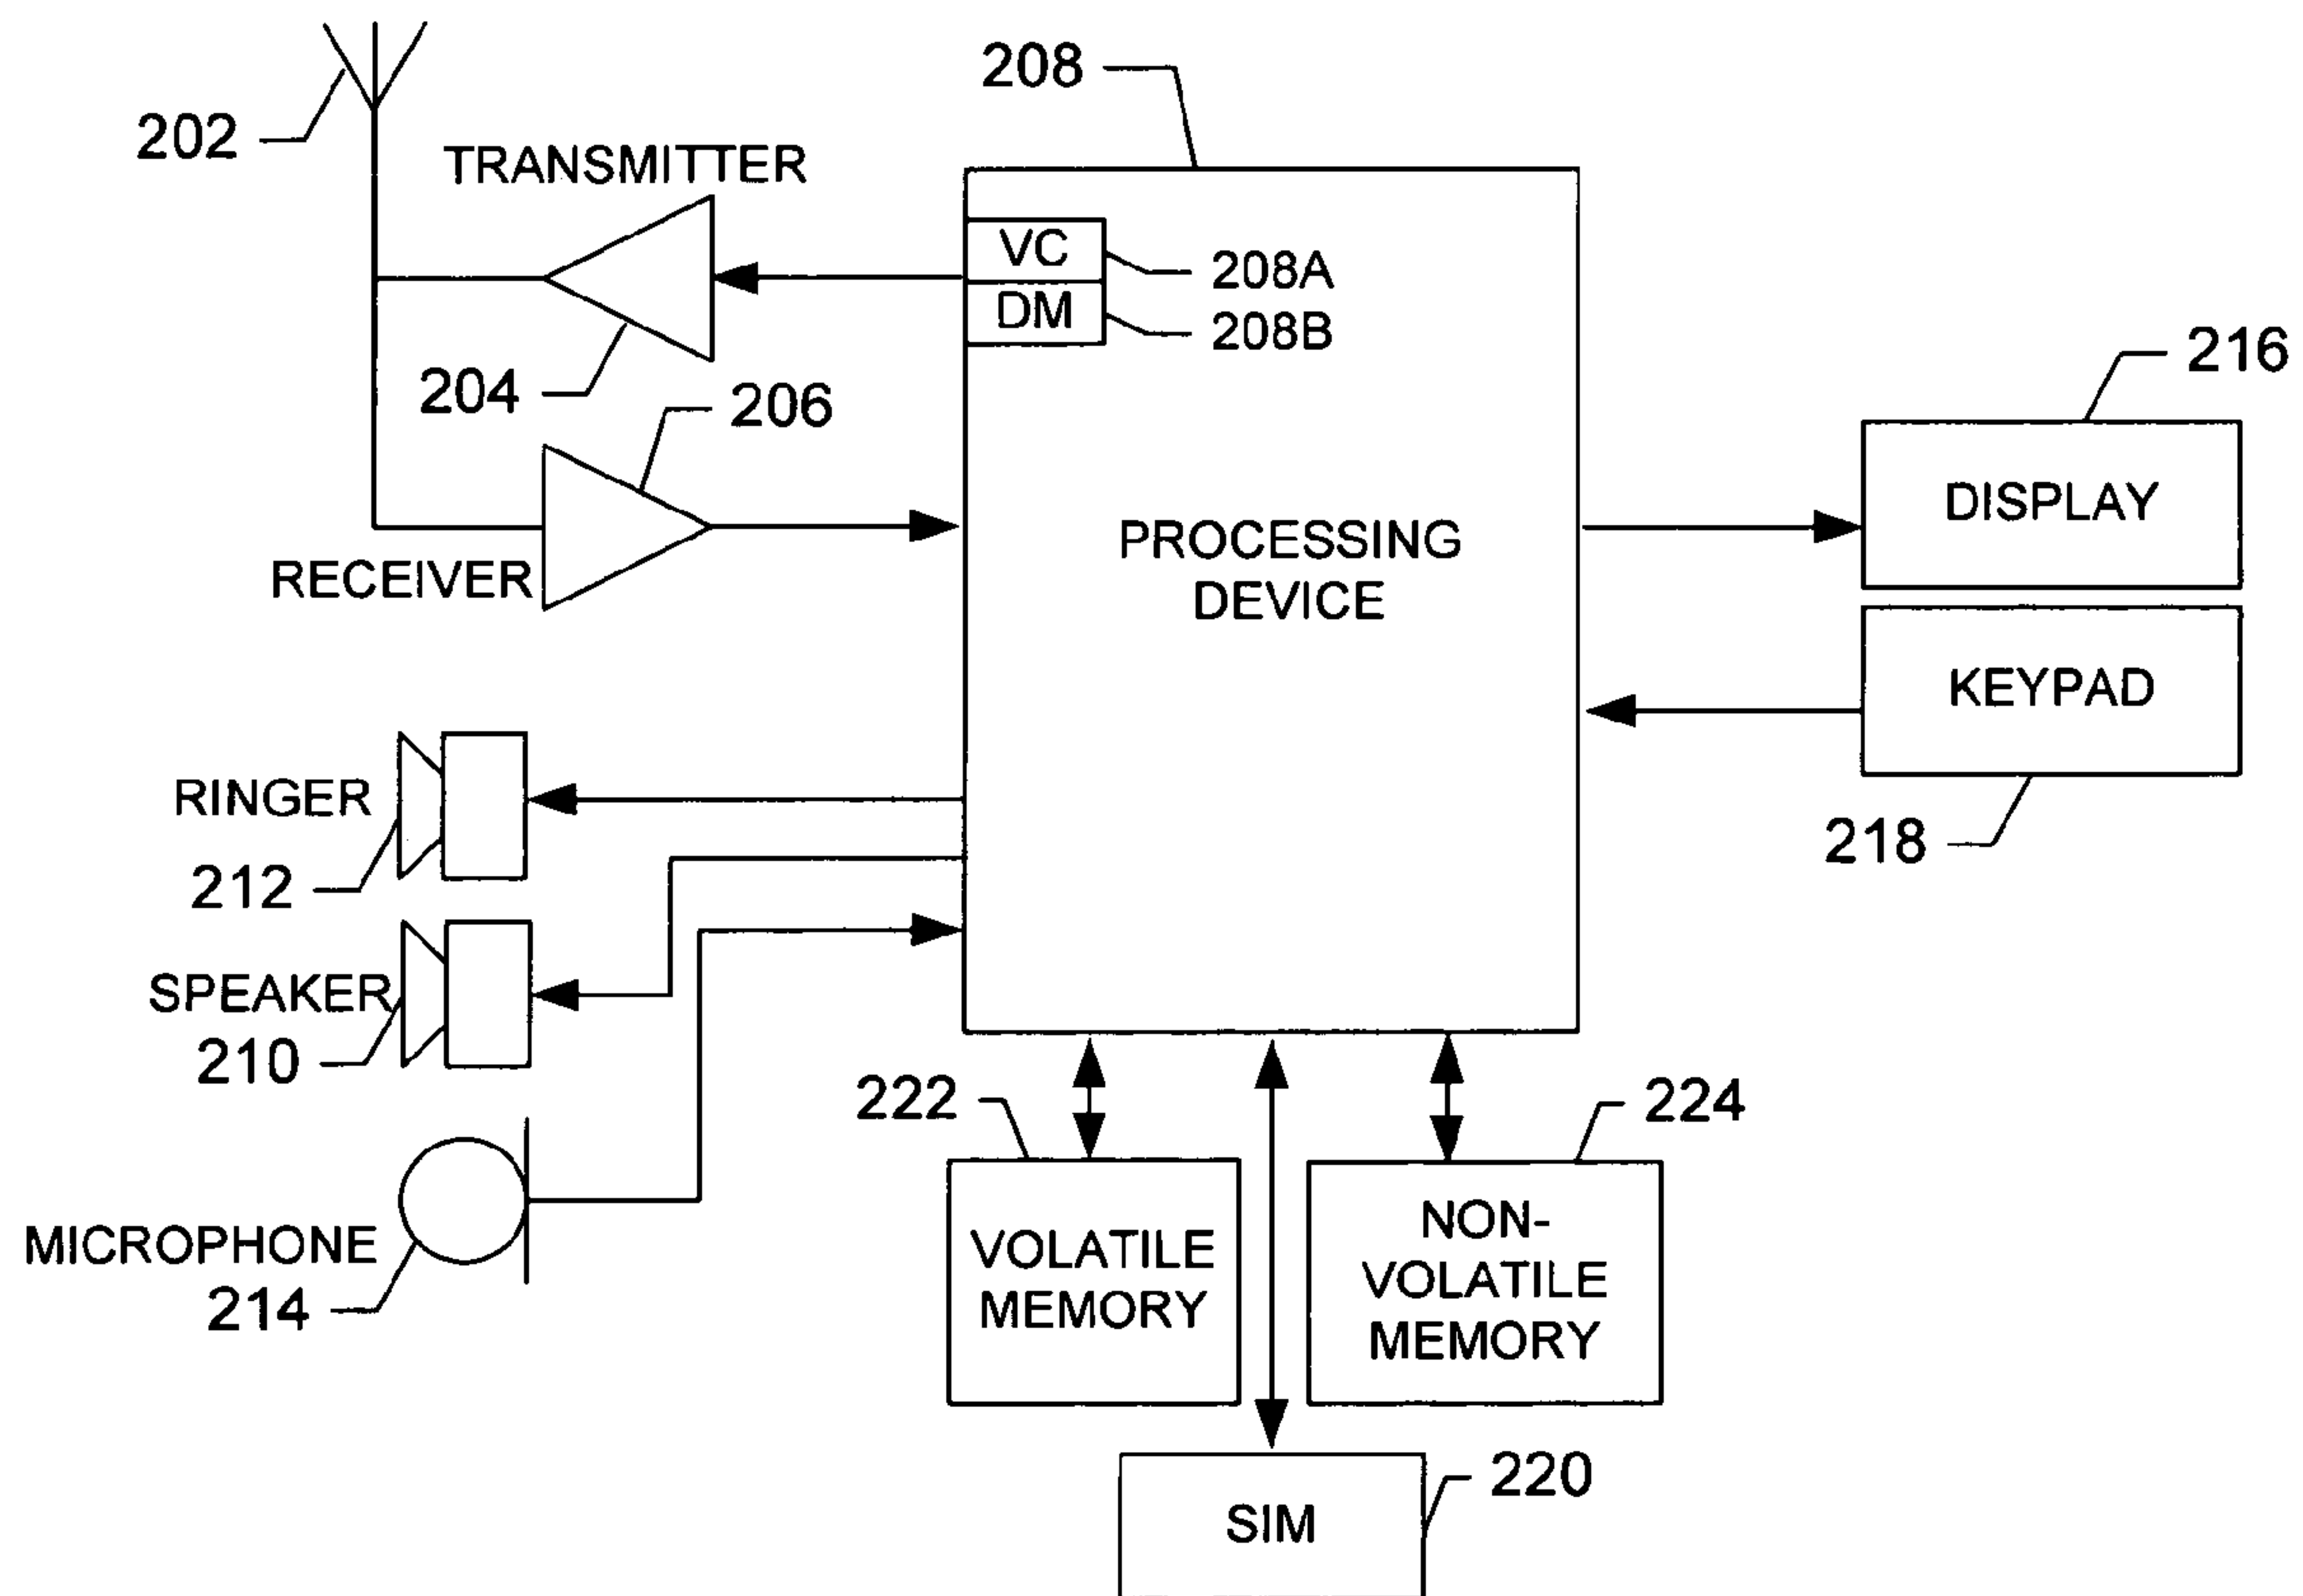 208
202
TRANSMITTER
VC
208A
DM
208B
204
206
216
DISPLAY
RECEIVER
PROCESSING
DEVICE
KEYPAD
218
RINGER
212
SPEAKER
210
222
224
MICROPHONE
214
VOLATILE
MEMORY
NON-
VOLATILE
MEMORY
220
SIM